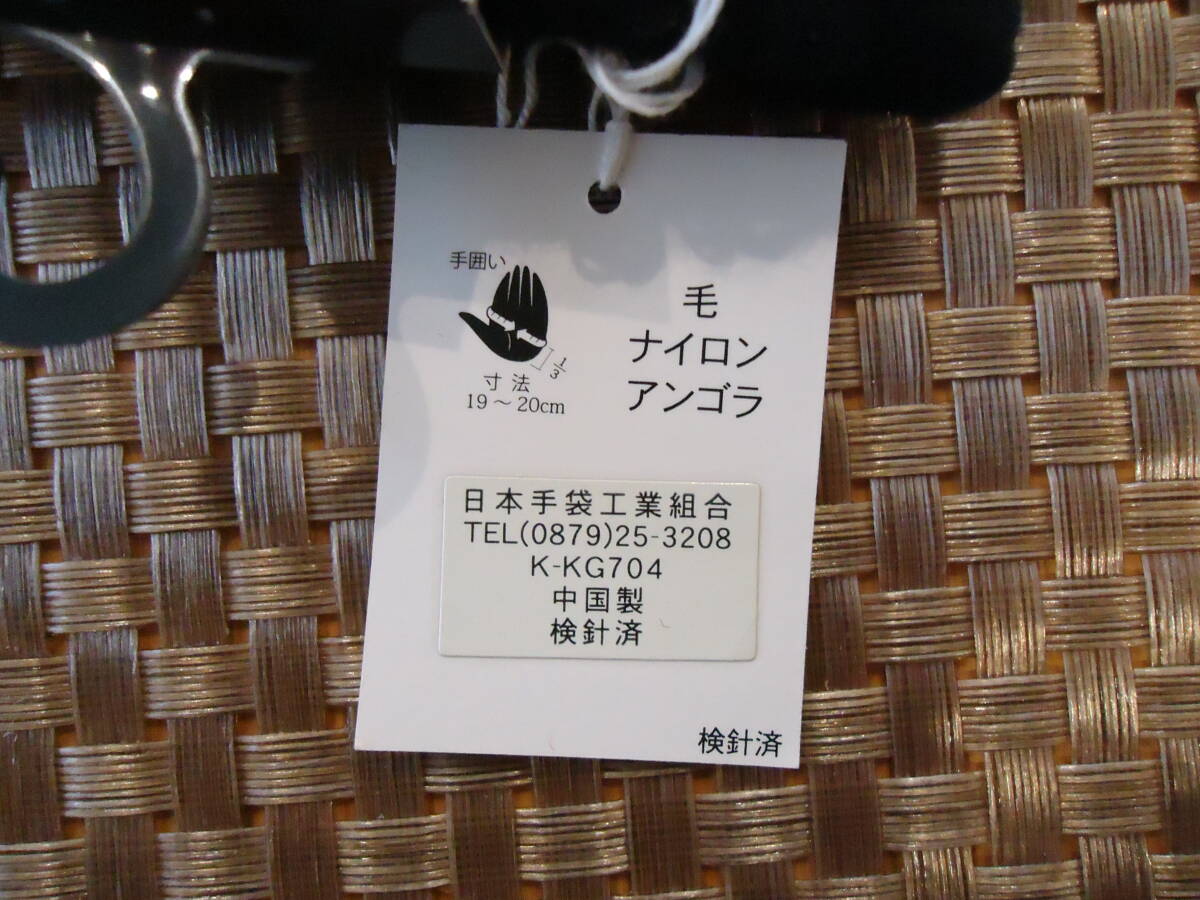 手囲い
1/3
寸法
19～20cm
毛
ナイロン
アンゴラ
日本手袋工業組合
TEL(0879)25-3208
K-KG704
中国製
検針済
検針済